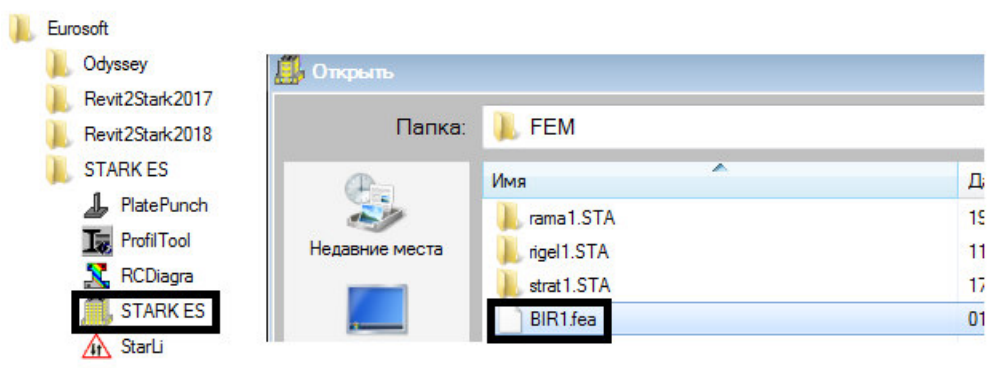 Eurosoft
Odyssey
Revit2Stark2017
Revit2Stark2018
STARK ES
PlatePunch
ProfilTool
RCDiagra
STARK ES
StarLi
Открыть
Папка: FEM
Недавние места
Имя
rama1.STA 19
rigel1.STA 11
strat1.STA 17
BIR1.fea 01